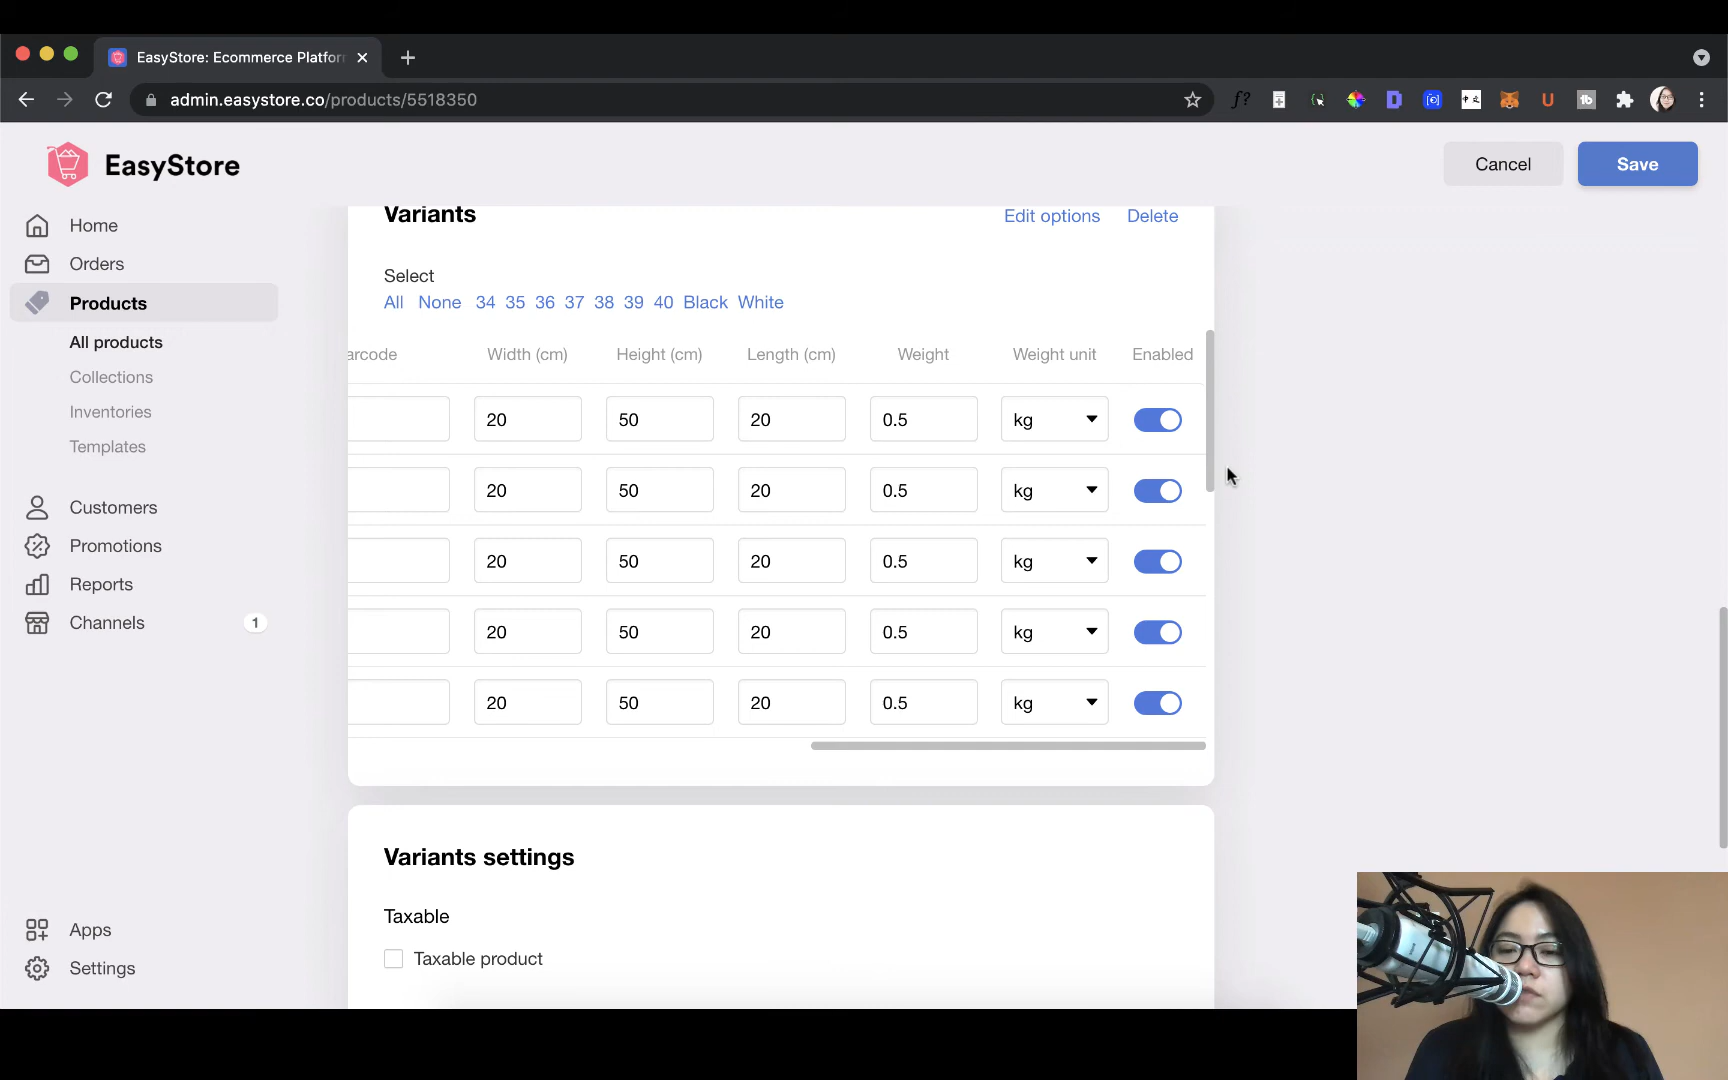 EasyStore: Ecommerce Platfor
admin.easystore.co/products/5518350
EasyStore
Cancel
Save
Home
Orders
Products
All products
Collections
Inventories
Templates
Customers
Promotions
Reports
Channels 1
Apps
Settings
Variants
Edit options Delete
Select
All None 34 35 36 37 38 39 40 Black White
arcode Width (cm) Height (cm) Length (cm) Weight Weight unit Enabled
20 50 20 0.5 kg
20 50 20 0.5 kg
20 50 20 0.5 kg
20 50 20 0.5 kg
20 50 20 0.5 kg
Variants settings
Taxable
Taxable product